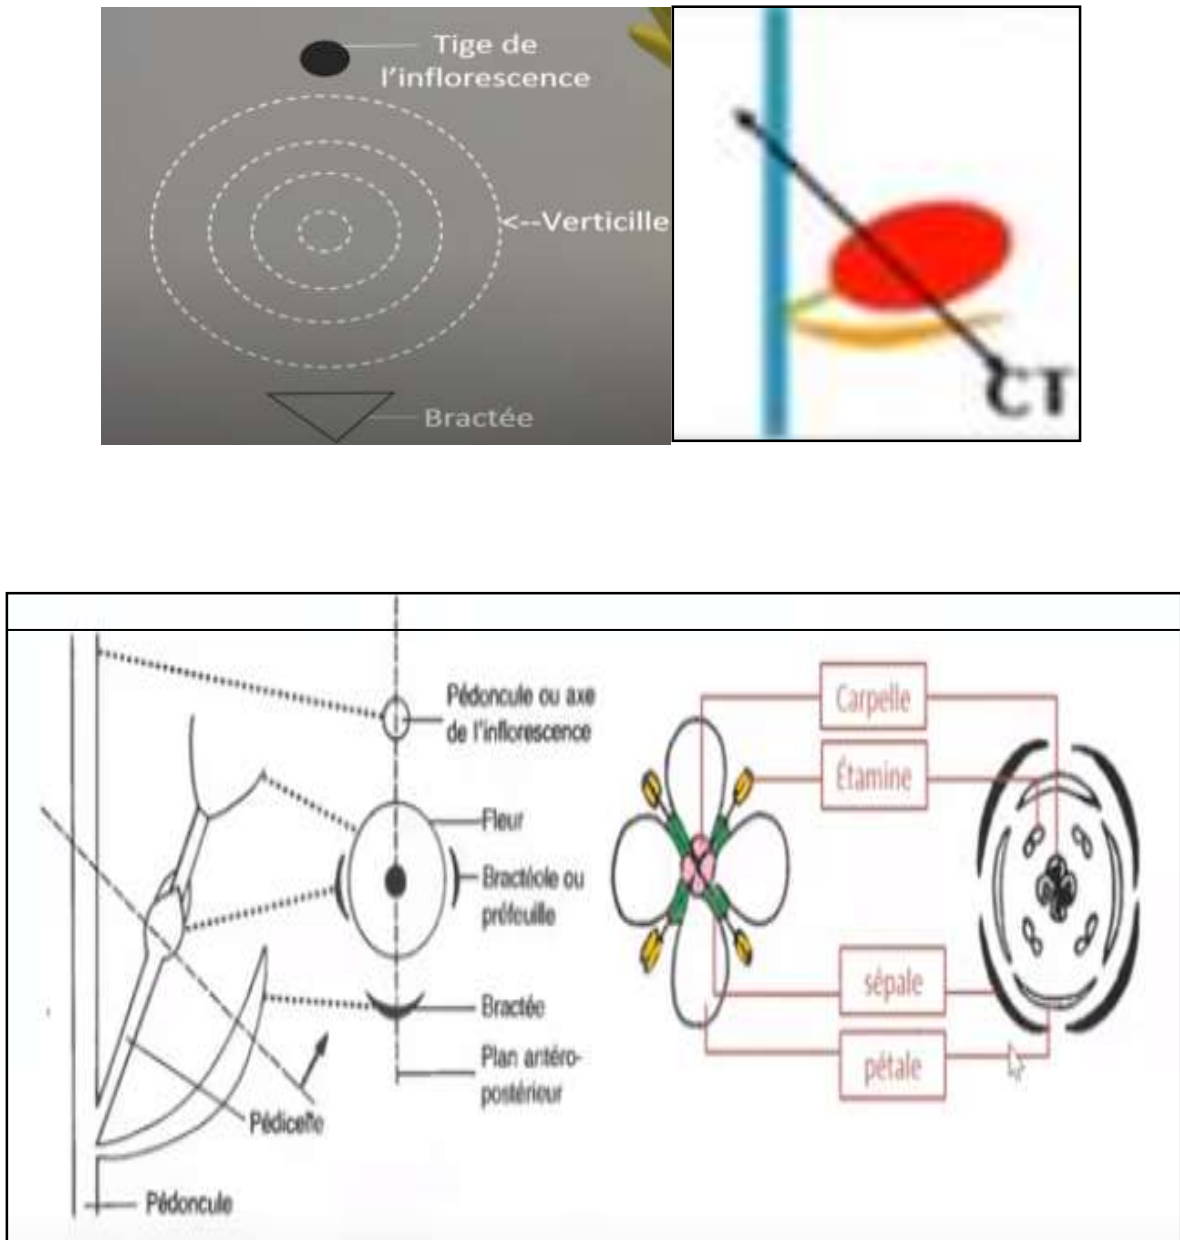 Tige de
l'inflorescence
<--Verticille
Bractée
CT
Pédoncule ou axe
de l'inflorescence
Fleur
Bractéole ou
préfeuille
Bractée
Plan antéro-
postérieur
Pédicelle
Pédoncule
Carpelle
Étamine
sépale
pétale